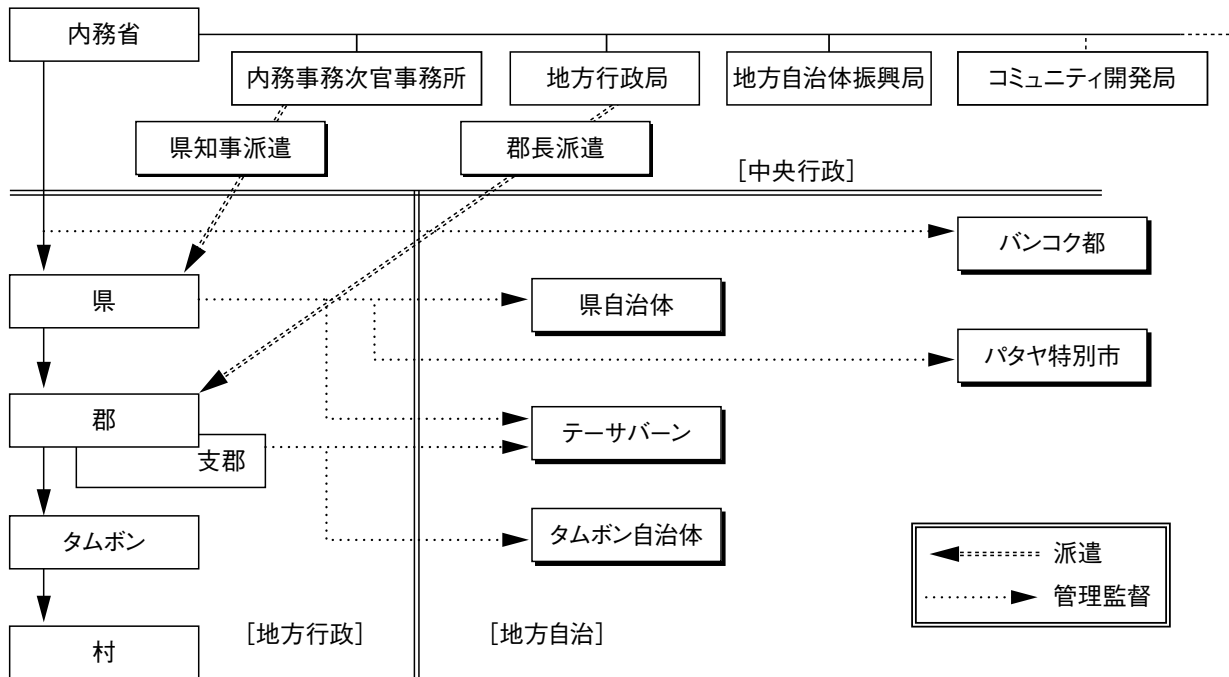 内務省
内務事務次官事務所
地方行政局
地方自治体振興局
コミュニティ開発局
県知事派遣
郡長派遣
[中央行政]
バンコク都
県
県自治体
パタヤ特別市
郡
テーサバーン
支郡
タムボン
タムボン自治体
派遣
管理監督
[地方行政]
[地方自治]
村